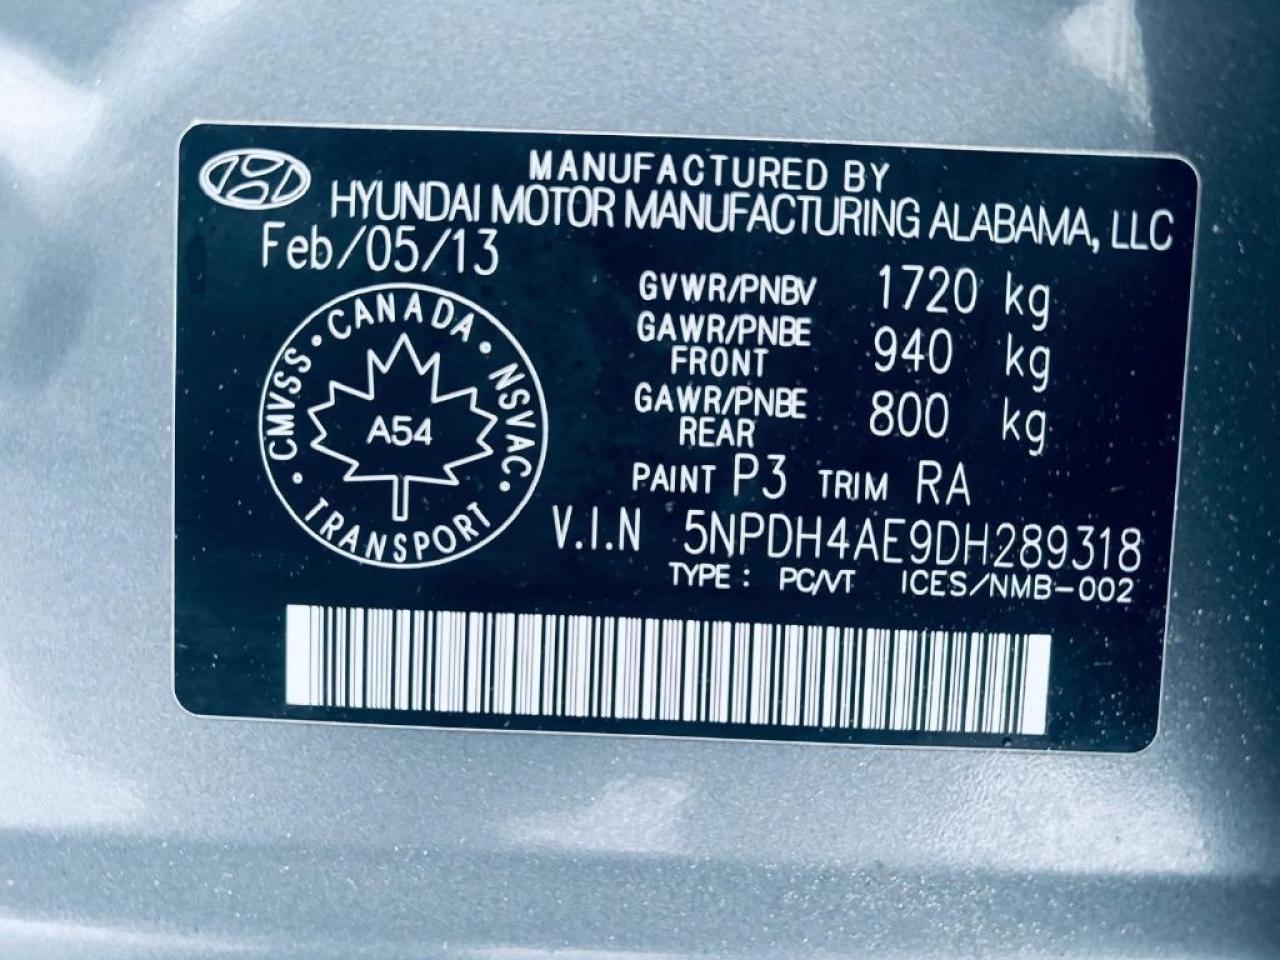 MANUFACTURED BY
HYUNDAI MOTOR MANUFACTURING ALABAMA, LLC
Feb/05/13
GVWR/PNBV 1720 kg
GAWR/PNBE FRONT 940 kg
GAWR/PNBE REAR 800 kg
PAINT P3 TRIM RA
V.I.N 5NPDH4AE9DH289318
TYPE : PC/VT ICES/NMB-002
CANADA • NSVAC • TRANSPORT • CMVSS •
A54